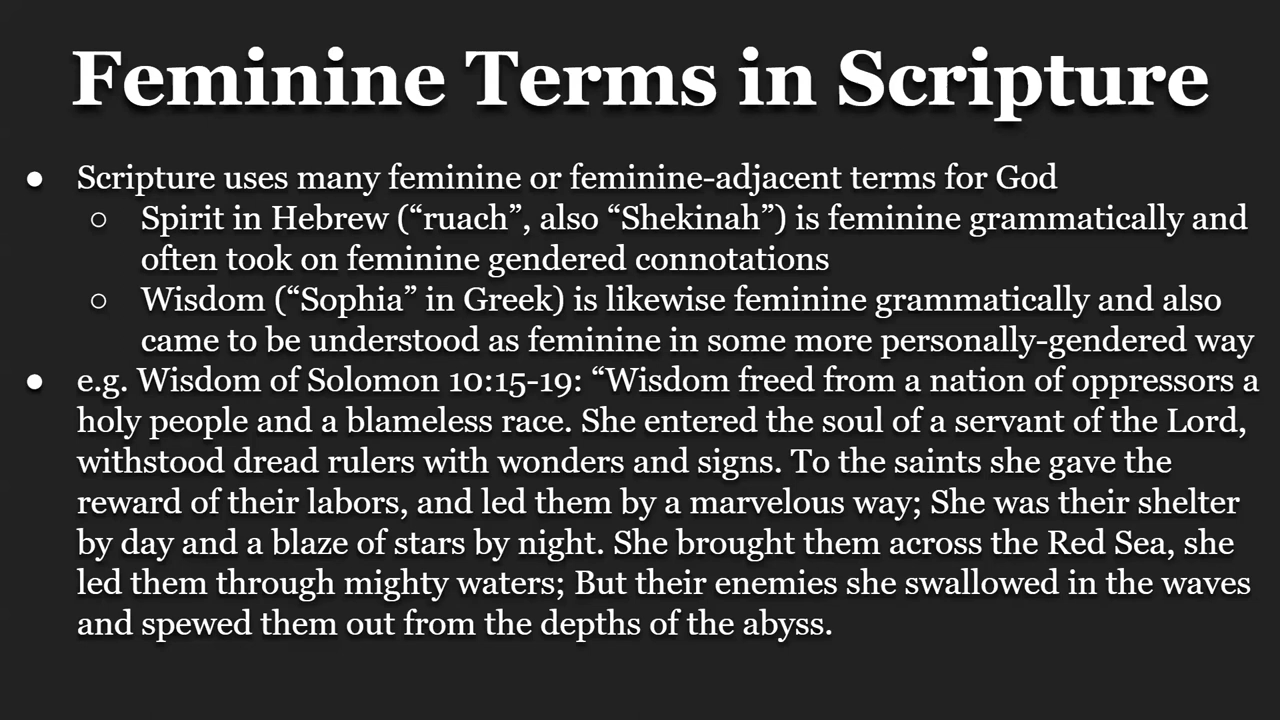 Feminine Terms in Scripture
● Scripture uses many feminine or feminine-adjacent terms for God
○ Spirit in Hebrew (“ruach”, also “Shekinah”) is feminine grammatically and
often took on feminine gendered connotations
○ Wisdom (“Sophia” in Greek) is likewise feminine grammatically and also
came to be understood as feminine in some more personally-gendered way
● e.g. Wisdom of Solomon 10:15-19: “Wisdom freed from a nation of oppressors a
holy people and a blameless race. She entered the soul of a servant of the Lord,
withstood dread rulers with wonders and signs. To the saints she gave the
reward of their labors, and led them by a marvelous way; She was their shelter
by day and a blaze of stars by night. She brought them across the Red Sea, she
led them through mighty waters; But their enemies she swallowed in the waves
and spewed them out from the depths of the abyss.